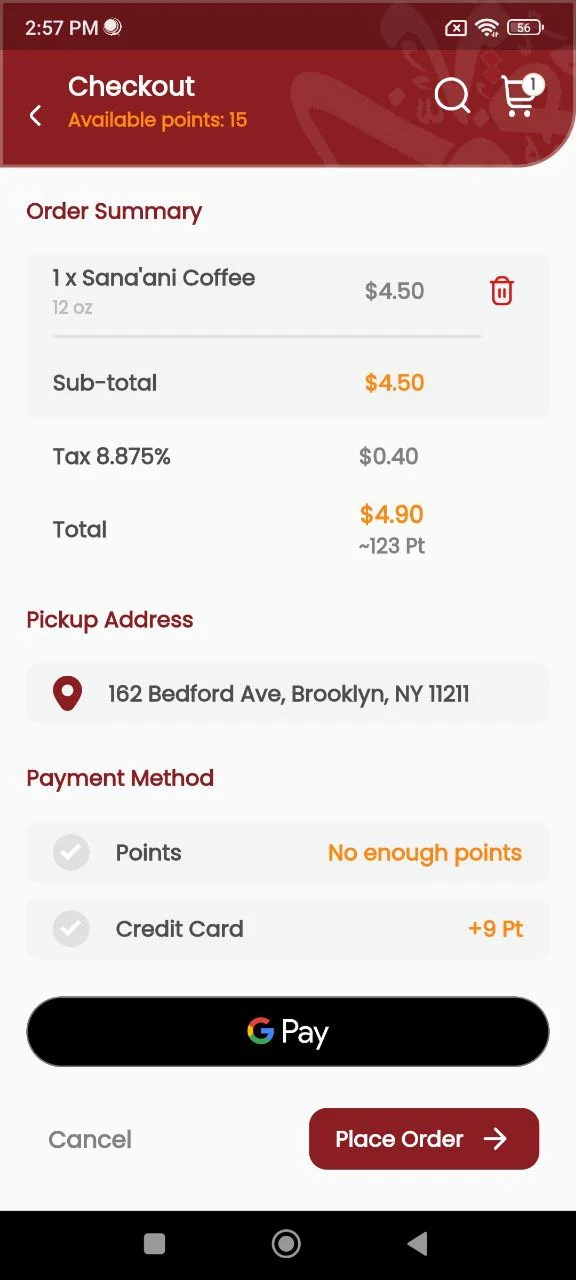 2:57 PM
56
Checkout
1
Available points: 15
Order Summary
1 x Sana'ani Coffee
$4.50
12 oz
Sub-total
$4.50
Tax 8.875%
$0.40
Total
$4.90
~123 Pt
Pickup Address
162 Bedford Ave, Brooklyn, NY 11211
Payment Method
Points
No enough points
Credit Card
+9 Pt
G Pay
Cancel
Place Order